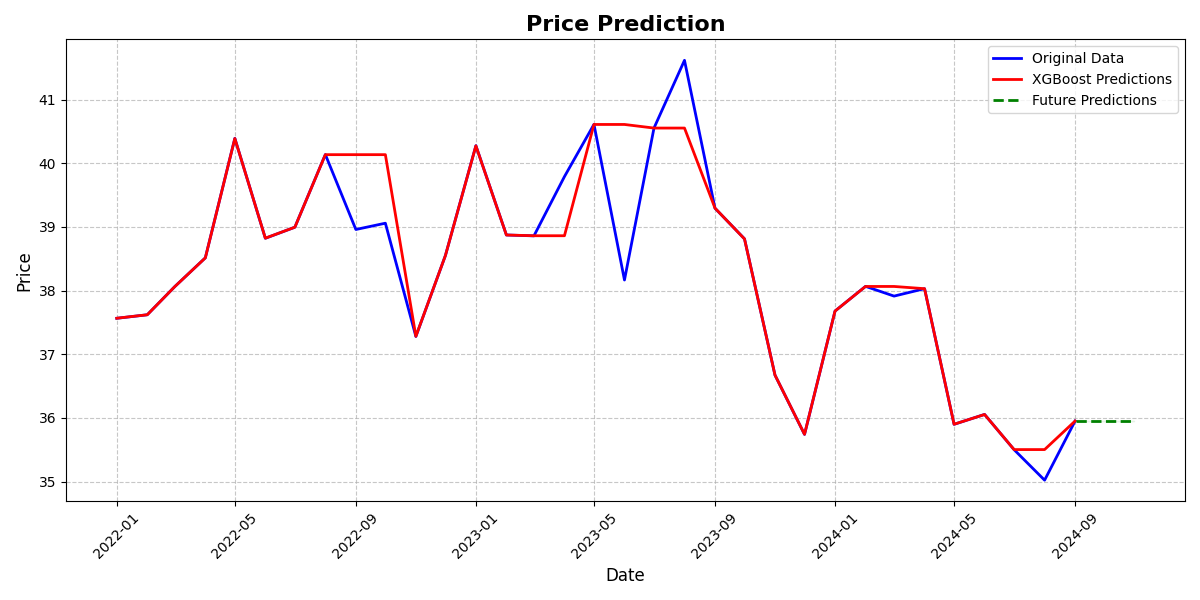 Price Prediction
Original Data
XGBoost Predictions
Future Predictions
Price
41
40
39
38
37
36
35
2022-01
2022-05
2022-09
2023-01
2023-05
2023-09
2024-01
2024-05
2024-09
Date